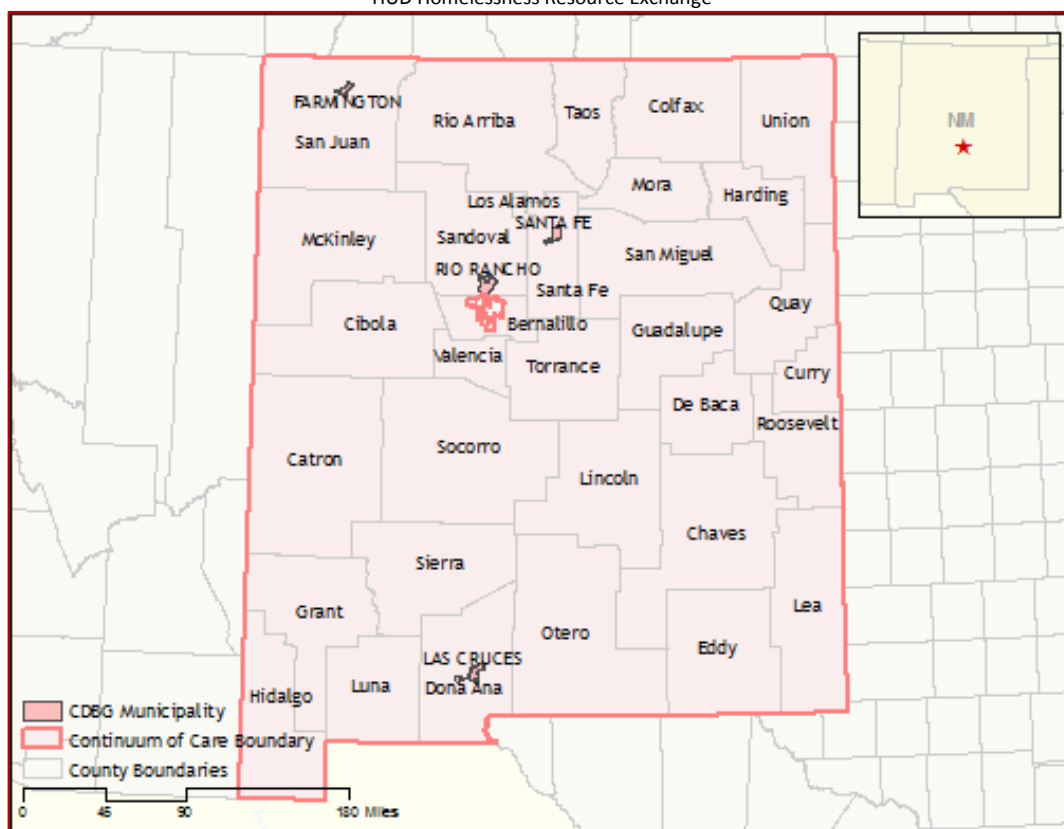 HUD Homelessness Resource Exchange
FARMINGTON
San Juan
Rio Arriba
Taos
Colfax
Union
NM
Mora
Harding
Los Alamos
SANTA FE
McKinley
Sandoval
San Miguel
RIO RANCHO
Santa Fe
Quay
Cibola
Bernalillo
Guadalupe
Valencia
Torrance
Curry
De Baca
Roosevelt
Catron
Socorro
Lincoln
Chaves
Sierra
Grant
Lea
Otero
Eddy
LAS CRUCES
Dona Ana
Luna
Hidalgo
CDBG Municipality
Continuum of Care Boundary
County Boundaries
0 45 90 180 Miles